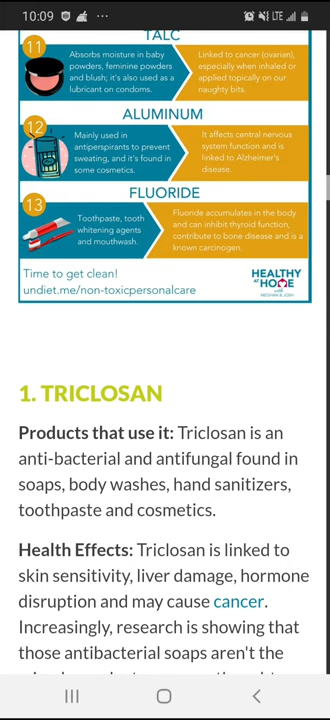 10:09
LTE
TALC
11
Absorbs moisture in baby
powders, feminine powders
and blush; it's also used as a
lubricant on condoms.
Linked to cancer (ovarian),
especially when inhaled or
applied topically on our
naughty bits.
ALUMINUM
12
Mainly used in
antiperspirants to prevent
sweating, and it's found in
some cosmetics.
It affects central nervous
system function and is
linked to Alzheimer's
disease.
FLUORIDE
13
Toothpaste, tooth
whitening agents
and mouthwash.
Fluoride accumulates in the body
and can inhibit thyroid function,
contribute to bone disease and is a
known carcinogen.
Time to get clean!
undiet.me/non-toxicpersonalcare
HEALTHY
AT HOME
with
MEGHAN & JOSH
1. TRICLOSAN
Products that use it: Triclosan is an
anti-bacterial and antifungal found in
soaps, body washes, hand sanitizers,
toothpaste and cosmetics.
Health Effects: Triclosan is linked to
skin sensitivity, liver damage, hormone
disruption and may cause cancer.
Increasingly, research is showing that
those antibacterial soaps aren't the